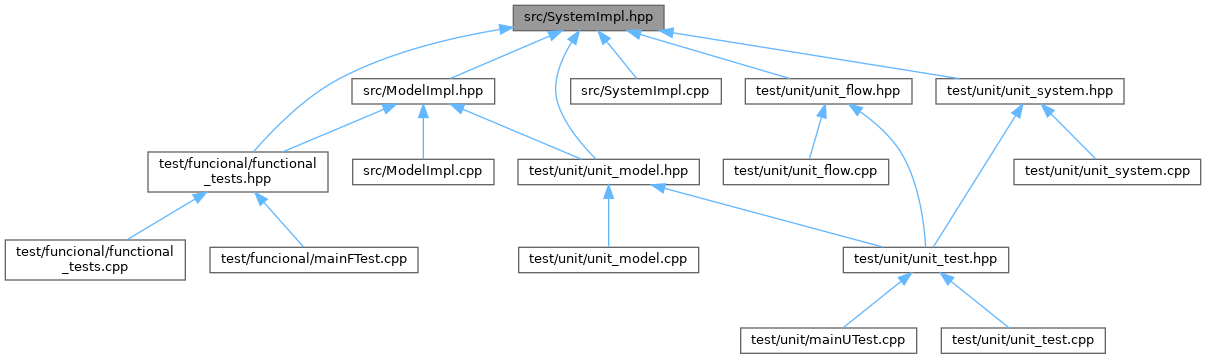 src/SystemImpl.hpp
src/ModelImpl.hpp
src/SystemImpl.cpp
test/unit/unit_flow.hpp
test/unit/unit_system.hpp
test/funcional/functional
_tests.hpp
src/ModelImpl.cpp
test/unit/unit_model.hpp
test/unit/unit_flow.cpp
test/unit/unit_system.cpp
test/funcional/functional
_tests.cpp
test/funcional/mainFTest.cpp
test/unit/unit_model.cpp
test/unit/unit_test.hpp
test/unit/mainUTest.cpp
test/unit/unit_test.cpp